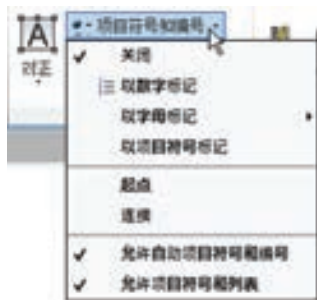 项目符号和编号
A
对正
关闭
以数字标记
以字母标记
以项目符号标记
起点
连续
允许自动项目符号和编号
允许项目符号和列表